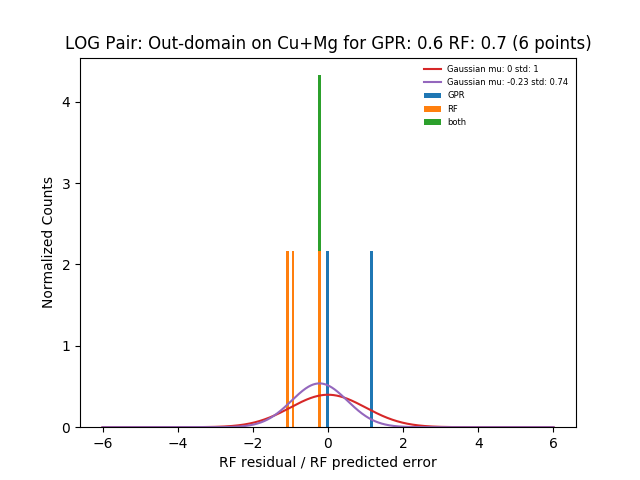 LOG Pair: Out-domain on Cu+Mg for GPR: 0.6 RF: 0.7 (6 points)
Gaussian mu: 0 std: 1
Gaussian mu: -0.23 std: 0.74
GPR
RF
both
Normalized Counts
4
3
2
1
0
−6
−4
−2
0
2
4
6
RF residual / RF predicted error